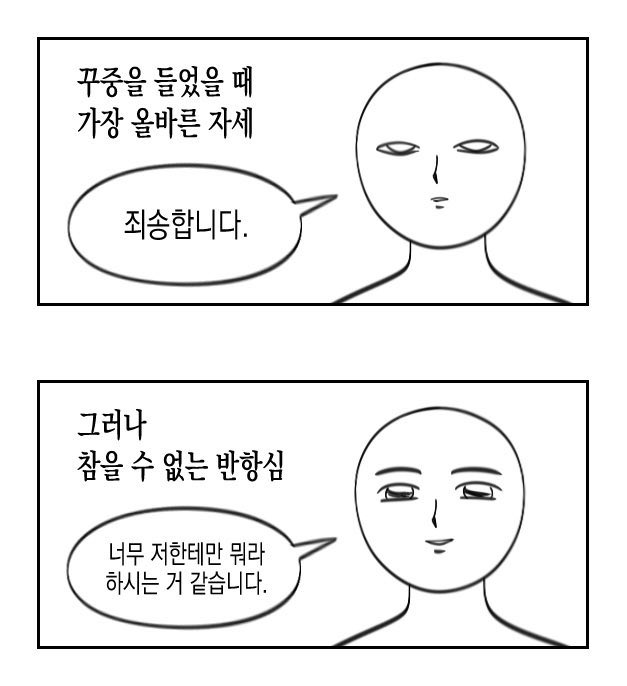 꾸중을 들었을 때
가장 올바른 자세
죄송합니다.
그러나
참을 수 없는 반항심
너무 저한테만 뭐라
하시는 거 같습니다.